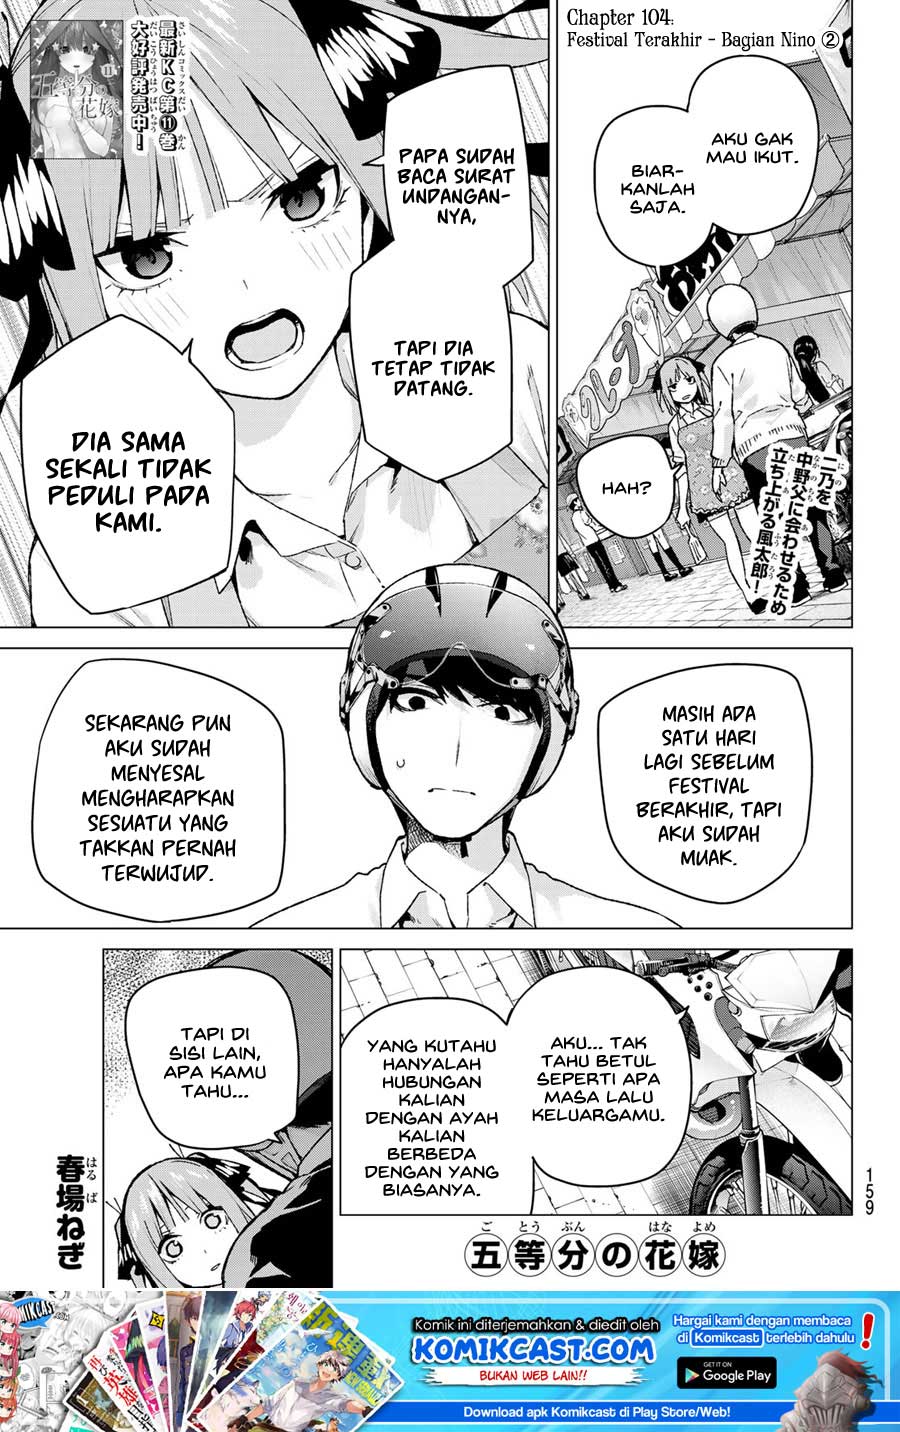 Chapter 104:
Festival Terakhir - Bagian Nino ②
AKU GAK
MAU IKUT.
BIAR-
KANLAH
SAJA.
HAH?
二乃を
中野父に会わせるため
立ち上がる風太郎！
最新KC第⑪巻
大好評発売中！
五等分の
花嫁
11
PAPA SUDAH
BACA SURAT
UNDANGAN-
NYA,
TAPI DIA
TETAP TIDAK
DATANG.
DIA SAMA
SEKALI TIDAK
PEDULI PADA
KAMI.
MASIH ADA
SATU HARI
LAGI SEBELUM
FESTIVAL
BERAKHIR, TAPI
AKU SUDAH
MUAK.
SEKARANG PUN
AKU SUDAH
MENYESAL
MENGHARAPKAN
SESUATU YANG
TAKKAN PERNAH
TERWUJUD.
AKU... TAK
TAHU BETUL
SEPERTI APA
MASA LALU
KELUARGAMU.
YANG KUTAHU
HANYALAH
HUBUNGAN
KALIAN
DENGAN AYAH
KALIAN
BERBEDA
DENGAN YANG
BIASANYA.
TAPI DI
SISI LAIN,
APA KAMU
TAHU...
159
五等分の花嫁
春場ねぎ
Komik ini diterjemahkan & diedit oleh
KOMIKCAST.COM
BUKAN WEB LAIN!!
Hargai kami dengan membaca
di Komikcast terlebih dahulu
!
GET IT ON
Google Play
Download apk Komikcast di Play Store/Web!